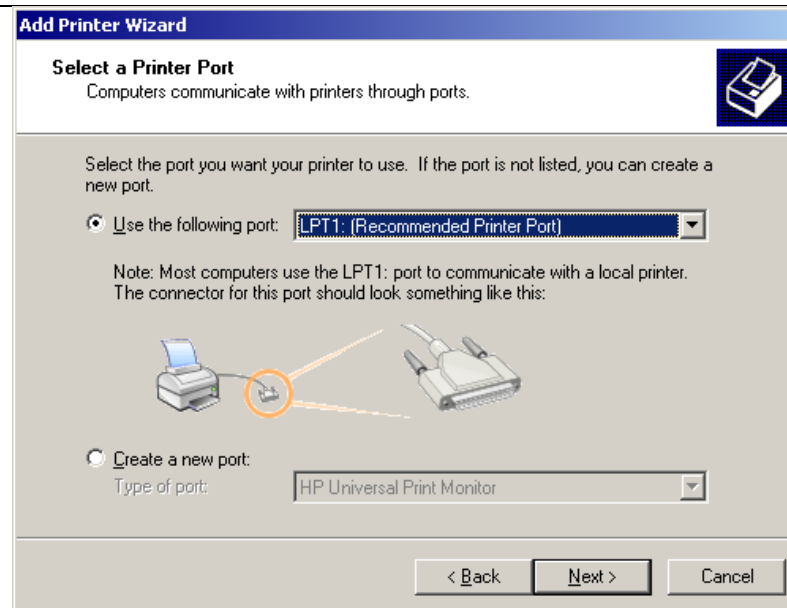 Add Printer Wizard
Select a Printer Port
Computers communicate with printers through ports.
Select the port you want your printer to use. If the port is not listed, you can create a
new port.
Use the following port: LPT1: (Recommended Printer Port)
Note: Most computers use the LPT1: port to communicate with a local printer.
The connector for this port should look something like this:
Create a new port:
Type of port: HP Universal Print Monitor
< Back Next > Cancel